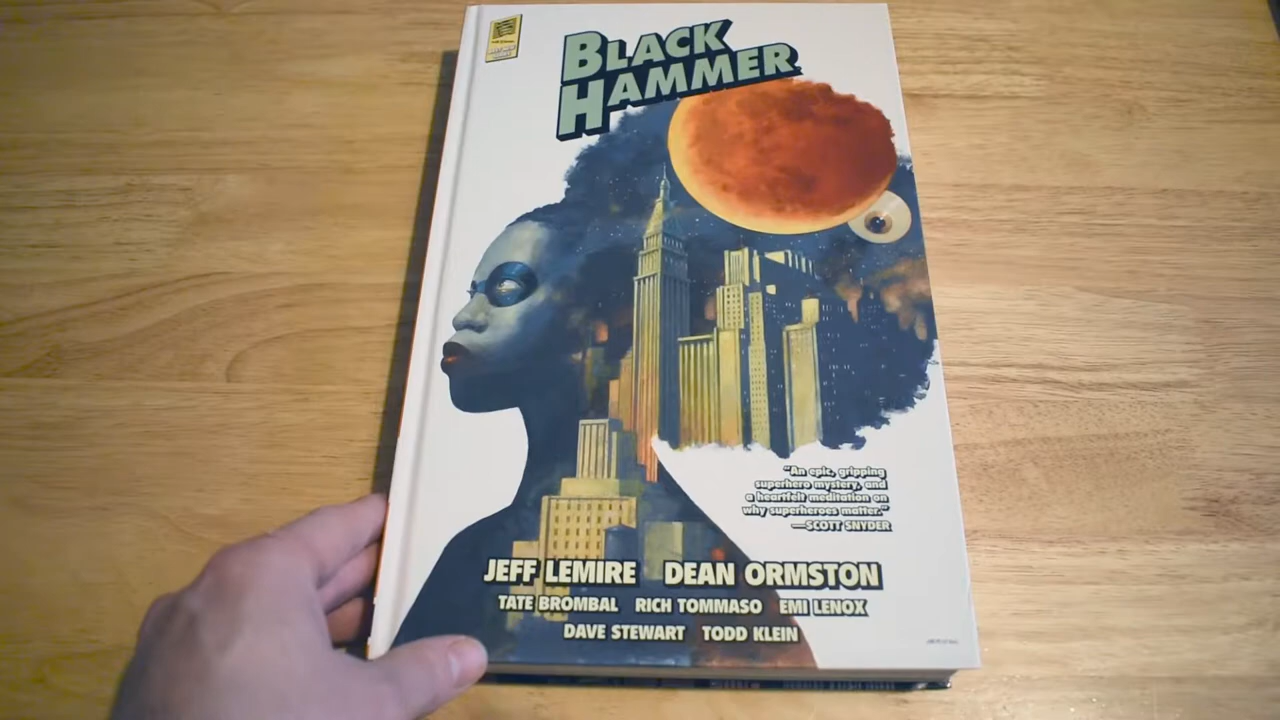 BLACK
HAMMER
“An epic, gripping
superhero mystery, and
a heartfelt meditation on
why superheroes matter.”
—SCOTT SNYDER
JEFF LEMIRE DEAN ORMSTON
TATE BROMBAL RICH TOMMASO EMI LENOX
DAVE STEWART TODD KLEIN